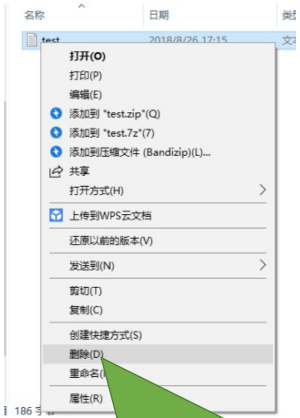 名称 日期 类
test 2018/8/26 17:15 文
打开(O)
打印(P)
编辑(E)
添加到 "test.zip"(Q)
添加到 "test.7z"(7)
添加到压缩文件 (Bandizip)(L)...
共享
打开方式(H)
上传到WPS云文档
还原以前的版本(V)
发送到(N)
剪切(T)
复制(C)
创建快捷方式(S)
删除(D)
重命名(
属性(R)
186 字